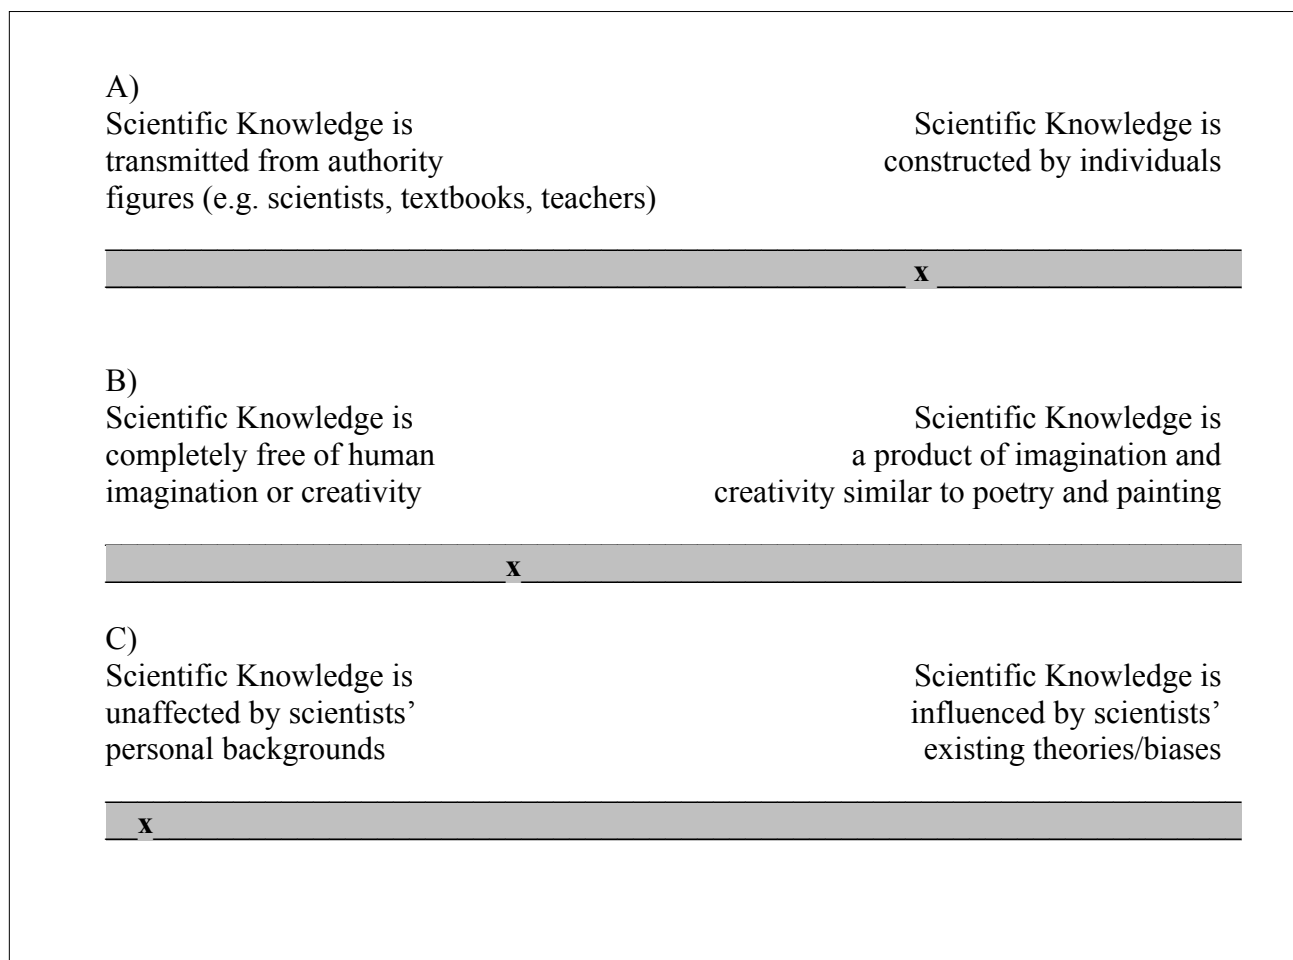 A)
Scientific Knowledge is
transmitted from authority
figures (e.g. scientists, textbooks, teachers)
Scientific Knowledge is
constructed by individuals
x
B)
Scientific Knowledge is
completely free of human
imagination or creativity
Scientific Knowledge is
a product of imagination and
creativity similar to poetry and painting
x
C)
Scientific Knowledge is
unaffected by scientists’
personal backgrounds
Scientific Knowledge is
influenced by scientists’
existing theories/biases
x